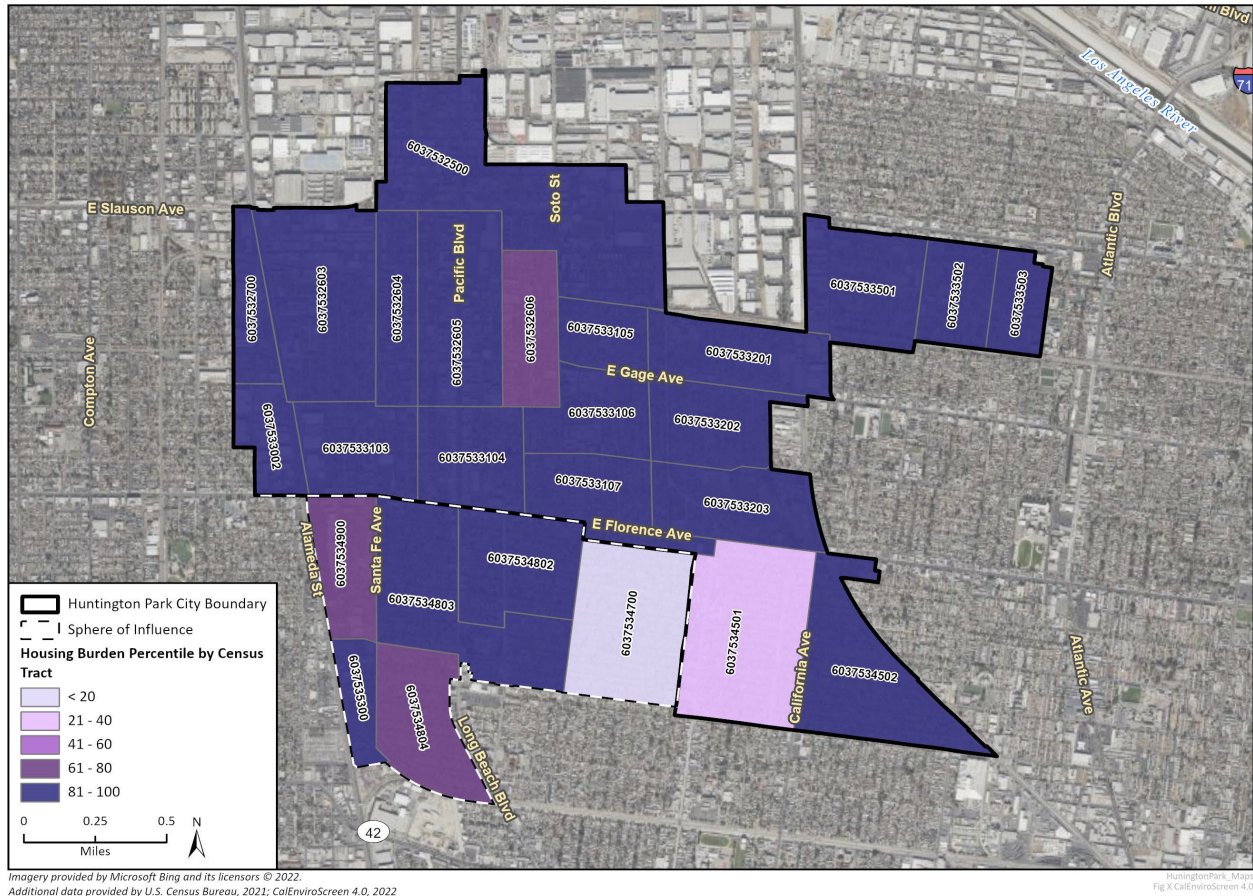 Los Angeles River
71
E Slauson Ave
Compton Ave
Pacific Blvd
Soto St
Atlantic Blvd
6037532500
6037532700
6037532603
6037532604
6037532605
6037532606
6037533105
6037533201
6037533501
6037533502
6037533503
E Gage Ave
6037533002
6037533103
6037533104
6037533106
6037533202
6037533107
6037533203
E Florence Ave
Alameda St
6037534900
Santa Fe Ave
6037534803
6037534802
6037534700
6037534501
California Ave
6037534502
Atlantic Ave
6037535300
6037534804
Long Beach Blvd
42
Huntington Park City Boundary
Sphere of Influence
Housing Burden Percentile by Census
Tract
< 20
21 - 40
41 - 60
61 - 80
81 - 100
0 0.25 0.5
Miles
N
Imagery provided by Microsoft Bing and its licensors © 2022.
Additional data provided by U.S. Census Bureau, 2021; CalEnviroScreen 4.0, 2022
HuningtonPark_Maps
Fig X CalEnviroScreen 4.0